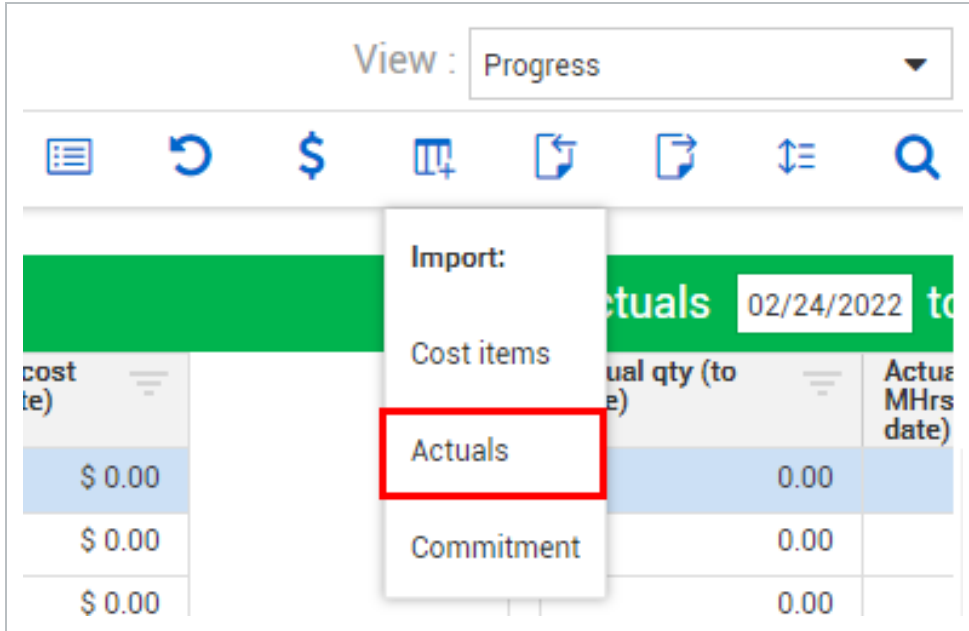 View : Progress
$
Import:
Cost items
Actuals
Commitment
ctuals 02/24/2022 to
cost
te)
ual qty (to
e)
Actua
MHrs
date)
$ 0.00 0.00
$ 0.00 0.00
$ 0.00 0.00